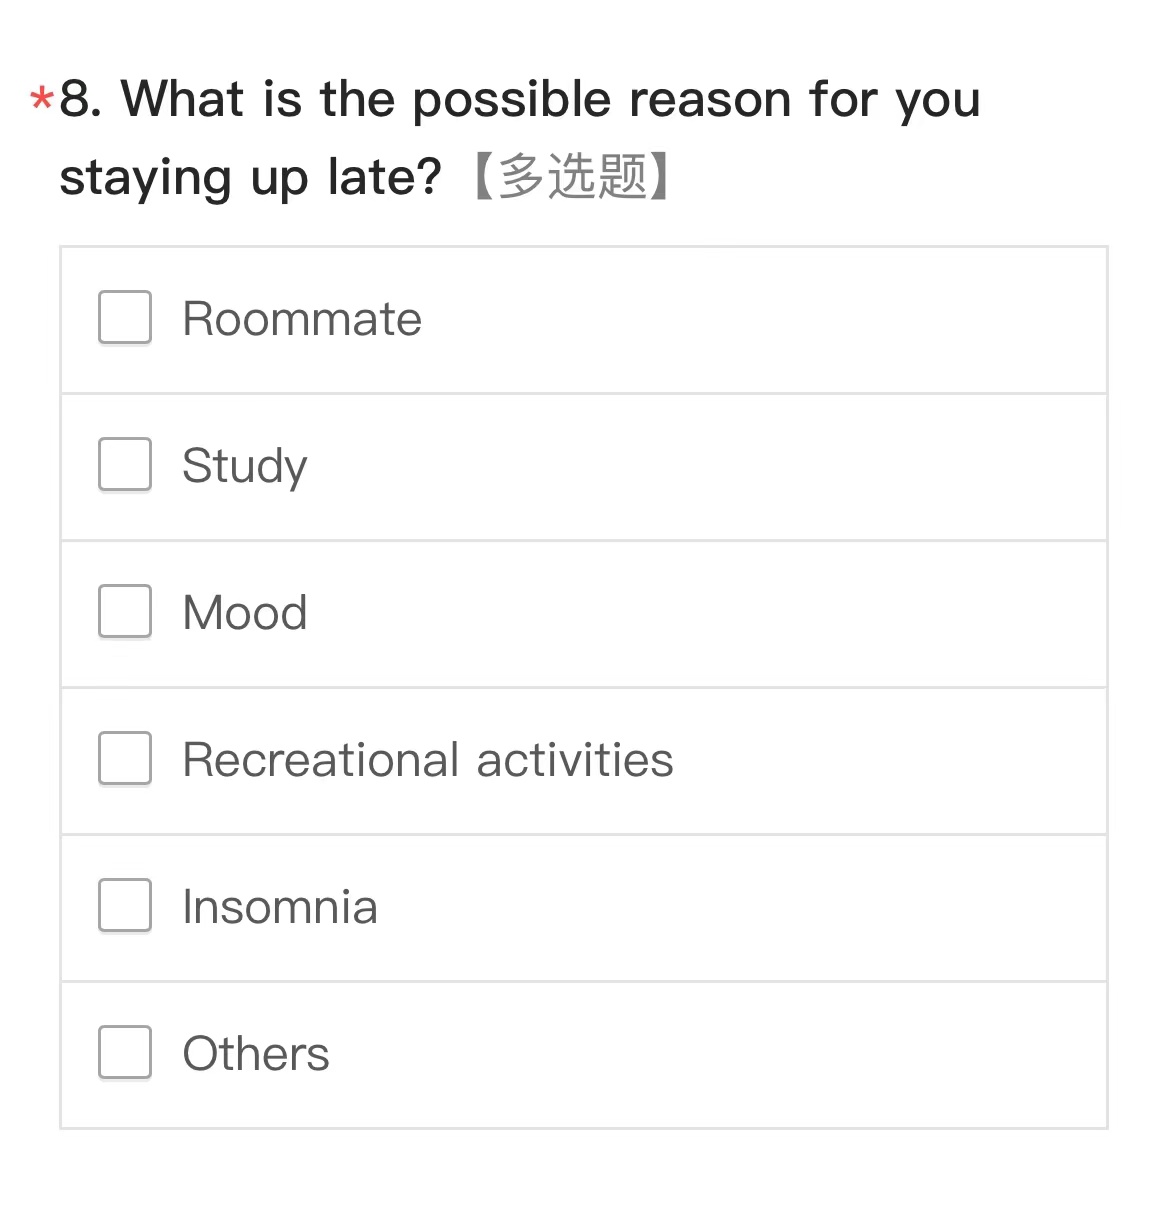 *8. What is the possible reason for you
staying up late?【多选题】
Roommate
Study
Mood
Recreational activities
Insomnia
Others